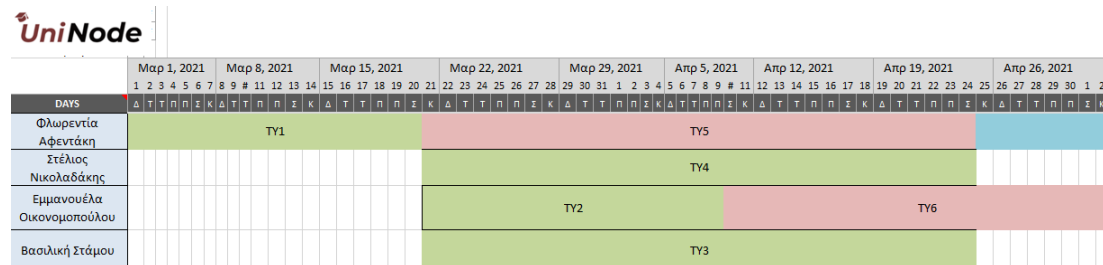 UniNode
Μαρ 1, 2021 Μαρ 8, 2021 Μαρ 15, 2021 Μαρ 22, 2021 Μαρ 29, 2021 Απρ 5, 2021 Απρ 12, 2021 Απρ 19, 2021 Απρ 26, 2021
1 2 3 4 5 6 7 8 9 # 11 12 13 14 15 16 17 18 19 20 21 22 23 24 25 26 27 28 29 30 31 1 2 3 4 5 6 7 8 9 # 11 12 13 14 15 16 17 18 19 20 21 22 23 24 25 26 27 28 29 30 1
DAYS Δ Τ Τ Π Π Σ Κ Δ Τ Τ Π Π Σ Κ Δ Τ Τ Π Π Σ Κ Δ Τ Τ Π Π Σ Κ Δ Τ Τ Π Π Σ Κ Δ Τ Τ Π Π Σ Κ Δ Τ Τ Π Π Σ Κ Δ Τ Τ Π Π Σ Κ Δ Τ Τ Π Π Σ
Φλωρεντία
Αφεντάκη
TY1 TY5
Στέλιος
Νικολαδάκης
TY4
Εμμανουέλα
Οικονομοπούλου
TY2 TY6
Βασιλική Στάμου TY3